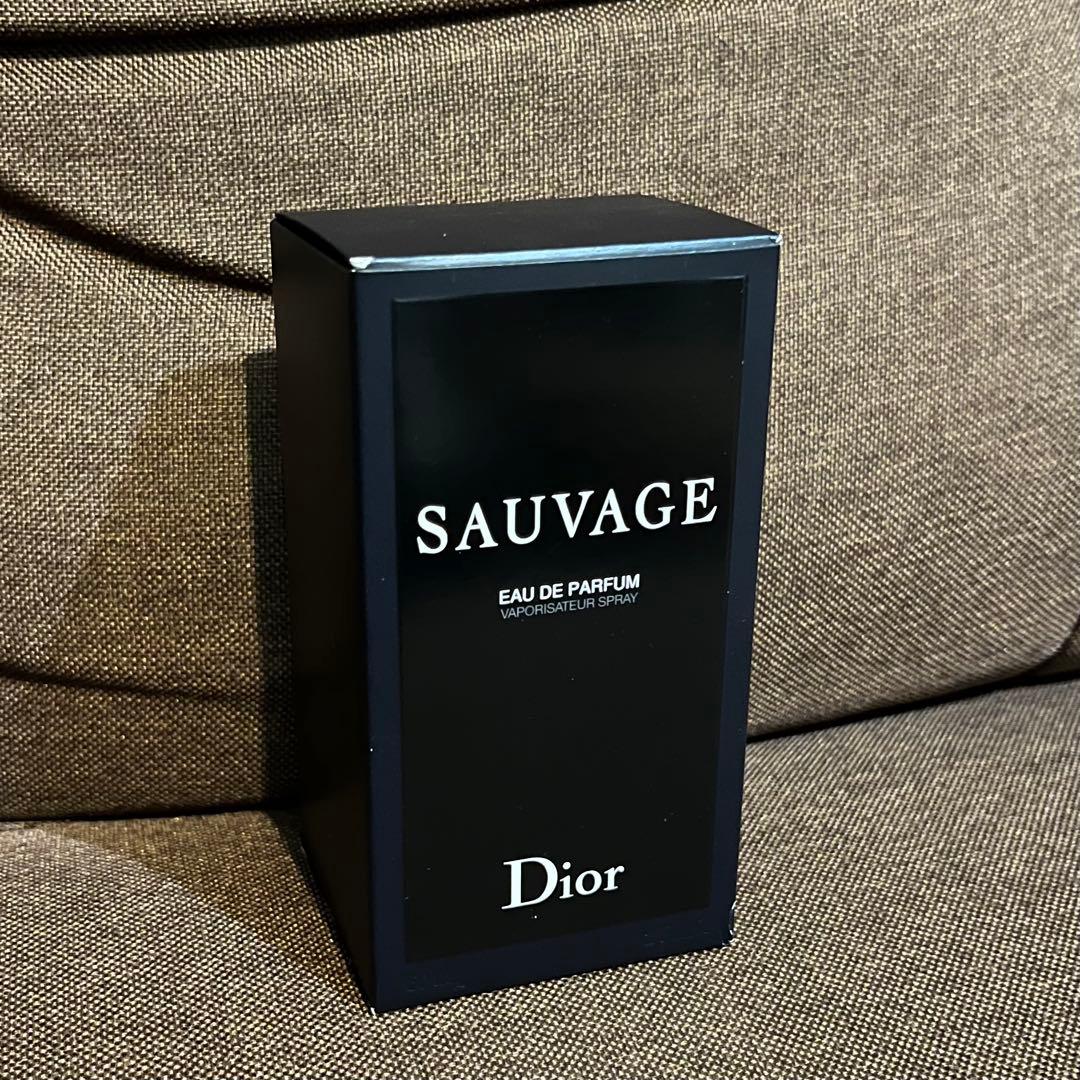 SAUVAGE
EAU DE PARFUM
VAPORISATEUR SPRAY
Dior